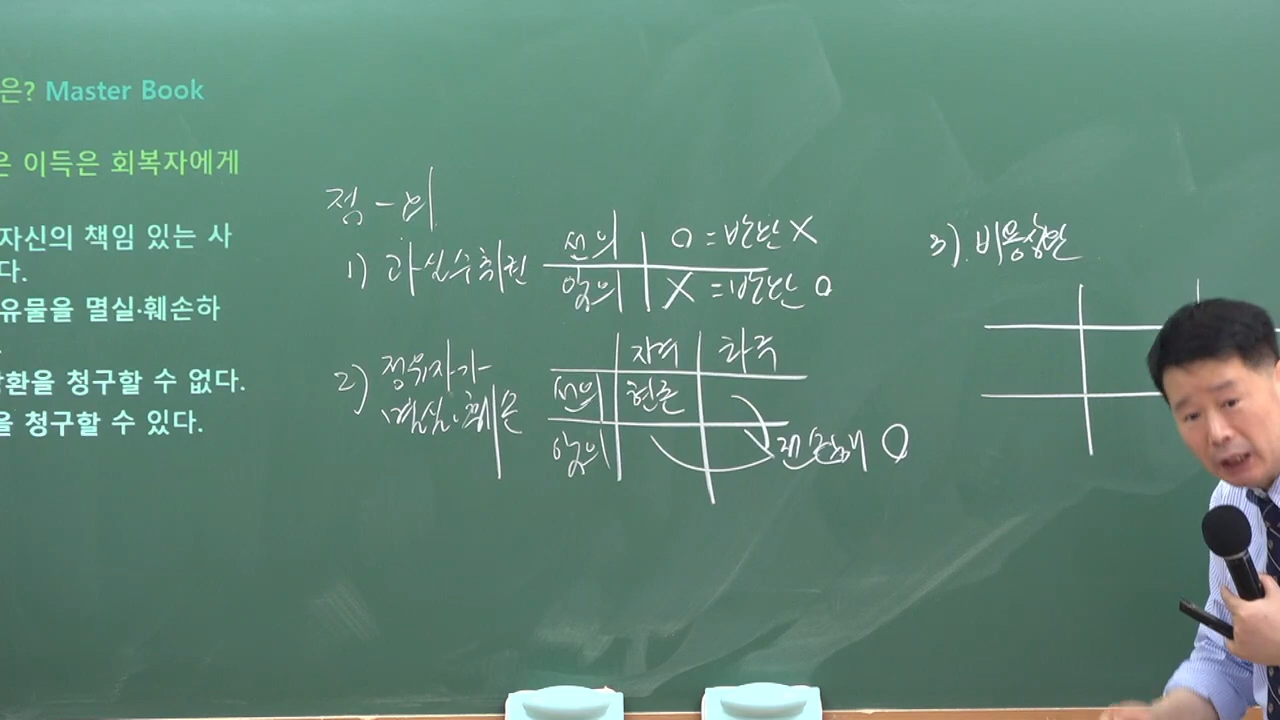 은? Master Book
은 이득은 회복자에게
자신의 책임 있는 사
다.
유물을 멸실·훼손하
환을 청구할 수 없다.
을 청구할 수 있다.
점 - 비
1) 과실수취권
선의 O = 반난 X
악의 X = 반난 O
2) 점유자가
멸실·훼손
자주 타주
선의 현존
악의
전손해 O
3) 비용상환